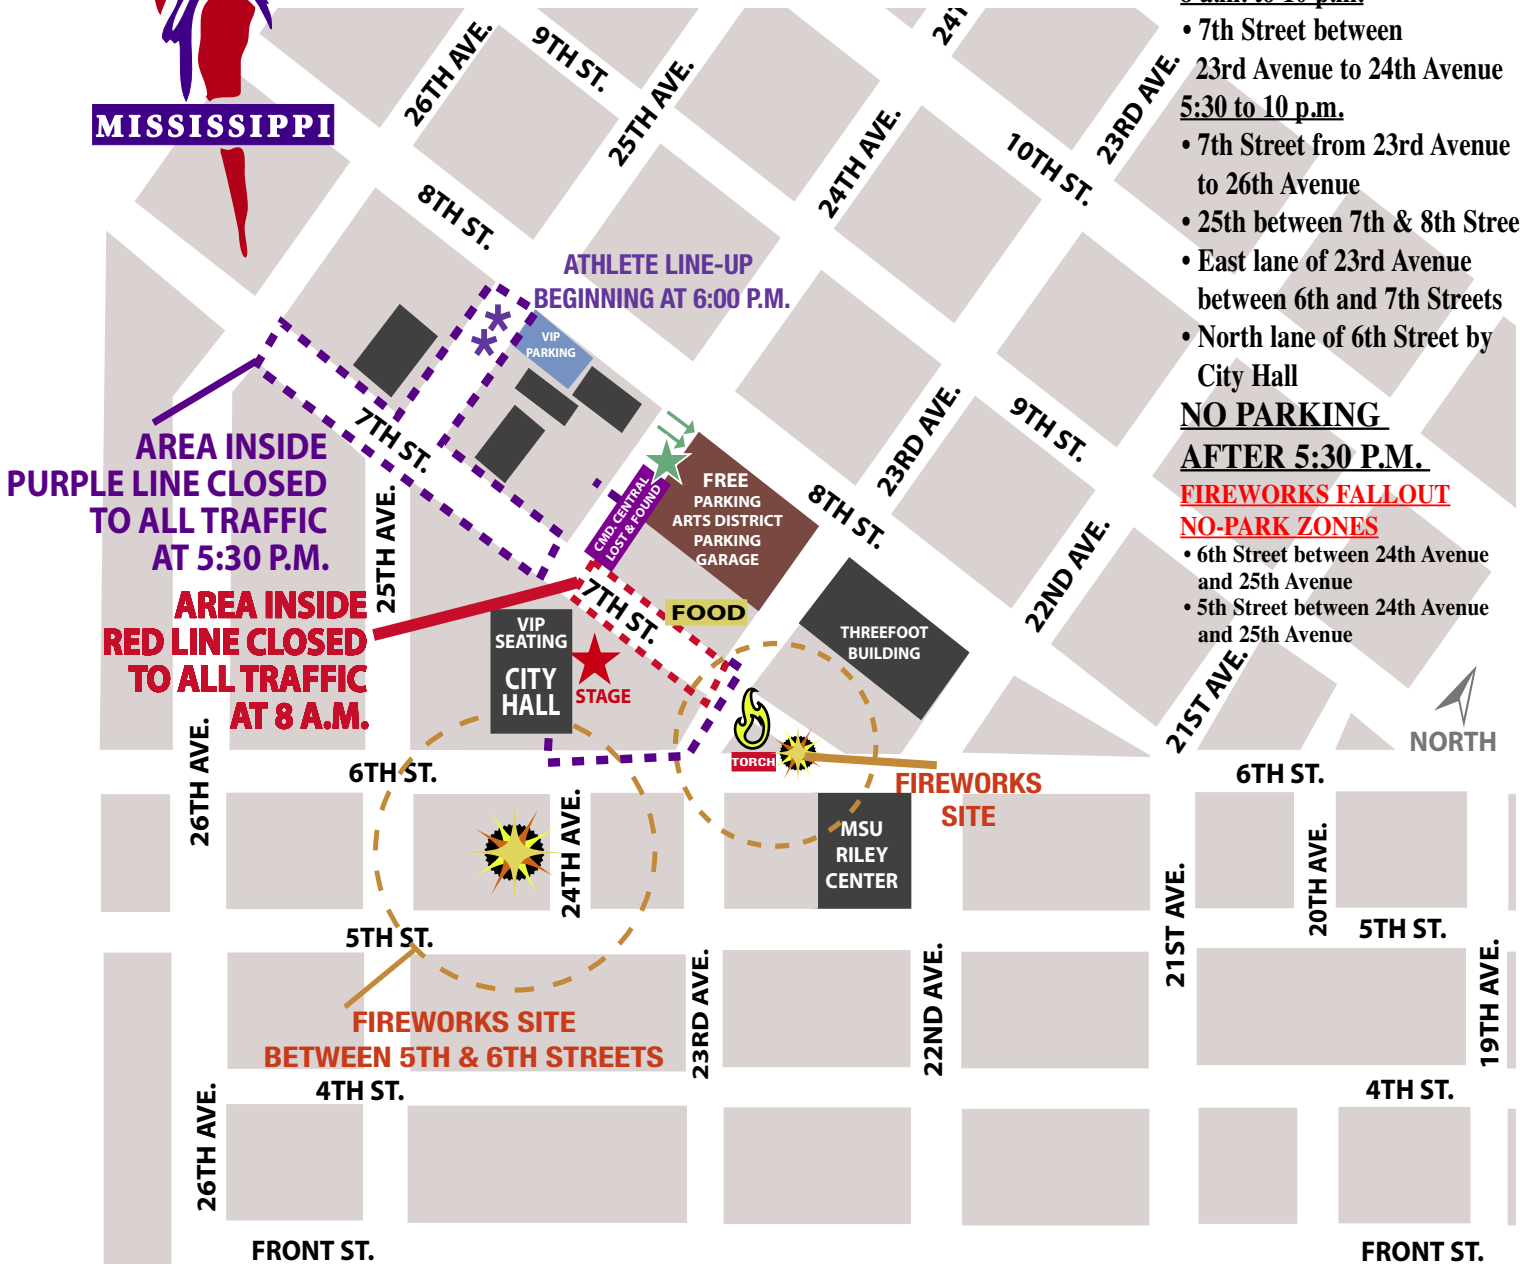 MISSISSIPPI
26TH AVE.
9TH ST.
25TH AVE.
24TH AVE.
23RD AVE.
10TH ST.
8TH ST.
ATHLETE LINE-UP
BEGINNING AT 6:00 P.M.
VIP
PARKING
7TH ST.
AREA INSIDE
PURPLE LINE CLOSED
TO ALL TRAFFIC
AT 5:30 P.M.
25TH AVE.
AREA INSIDE
RED LINE CLOSED
TO ALL TRAFFIC
AT 8 A.M.
CMD. CENTRAL
LOST & FOUND
FREE
PARKING
ARTS DISTRICT
PARKING
GARAGE
8TH ST.
23RD AVE.
9TH ST.
22ND AVE.
7TH ST.
FOOD
VIP
SEATING
CITY
HALL
STAGE
THREEFOOT
BUILDING
TORCH
FIREWORKS
SITE
21ST AVE.
NORTH
26TH AVE.
6TH ST.
6TH ST.
24TH AVE.
MSU
RILEY
CENTER
21ST AVE.
20TH AVE.
5TH ST.
5TH ST.
FIREWORKS SITE
BETWEEN 5TH & 6TH STREETS
23RD AVE.
22ND AVE.
19TH AVE.
4TH ST.
4TH ST.
26TH AVE.
FRONT ST.
FRONT ST.
• 7th Street between
23rd Avenue to 24th Avenue
5:30 to 10 p.m.
• 7th Street from 23rd Avenue
to 26th Avenue
• 25th between 7th & 8th Stree
• East lane of 23rd Avenue
between 6th and 7th Streets
• North lane of 6th Street by
City Hall
NO PARKING
AFTER 5:30 P.M.
FIREWORKS FALLOUT
NO-PARK ZONES
• 6th Street between 24th Avenue
and 25th Avenue
• 5th Street between 24th Avenue
and 25th Avenue